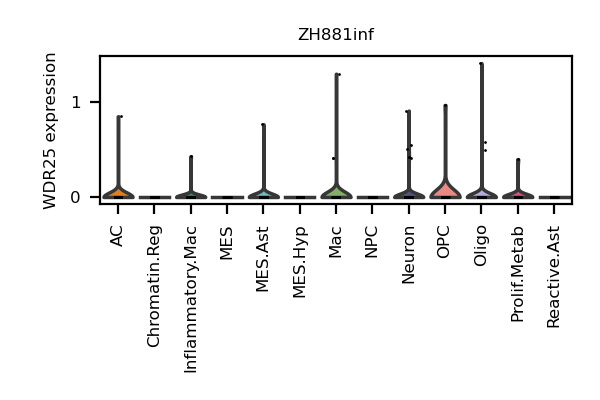 ZH881inf
WDR25 expression
1
0
AC
Chromatin.Reg
Inflammatory.Mac
MES
MES.Ast
MES.Hyp
Mac
NPC
Neuron
OPC
Oligo
Prolif.Metab
Reactive.Ast